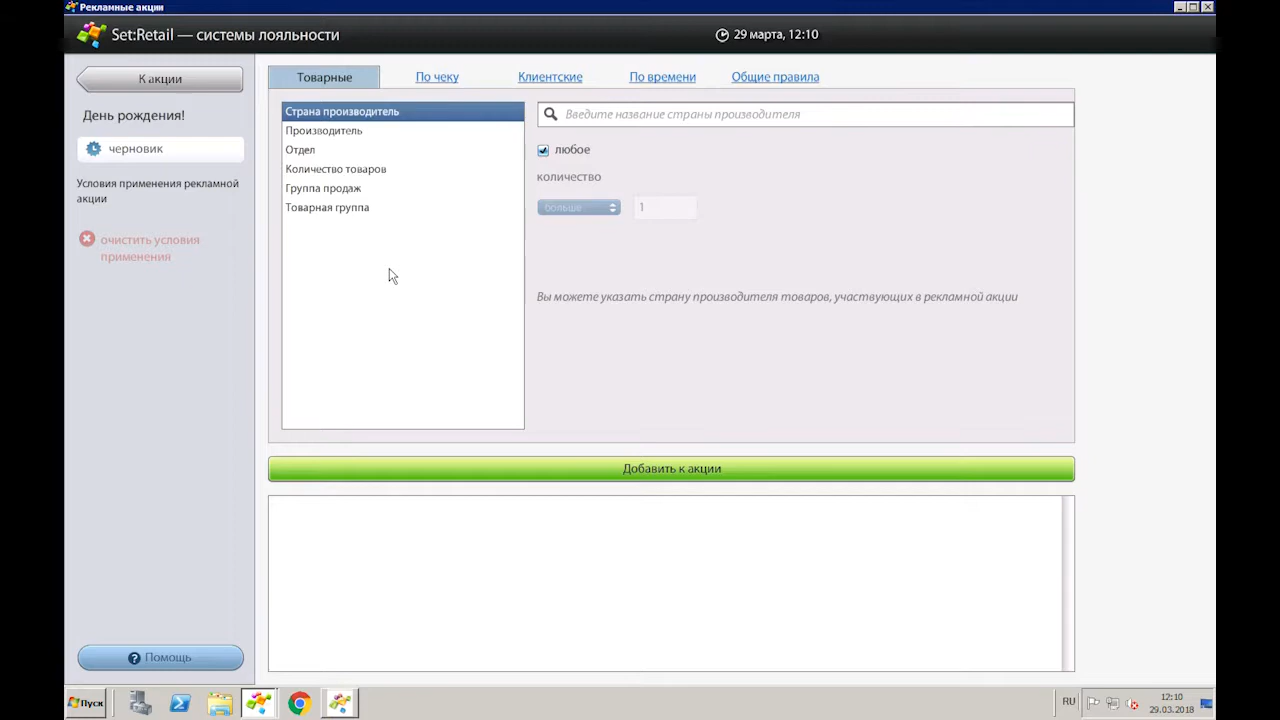 Рекламные акции
Set:Retail — системы лояльности
29 марта, 12:10
К акции
День рождения!
черновик
Условия применения рекламной
акции
очистить условия
применения
Товарные
По чеку
Клиентские
По времени
Общие правила
Страна производитель
Производитель
Отдел
Количество товаров
Группа продаж
Товарная группа
Введите название страны производителя
любое
количество
больше
1
Вы можете указать страну производителя товаров, участвующих в рекламной акции
Добавить к акции
Помощь
Пуск
RU
12:10
29.03.2018